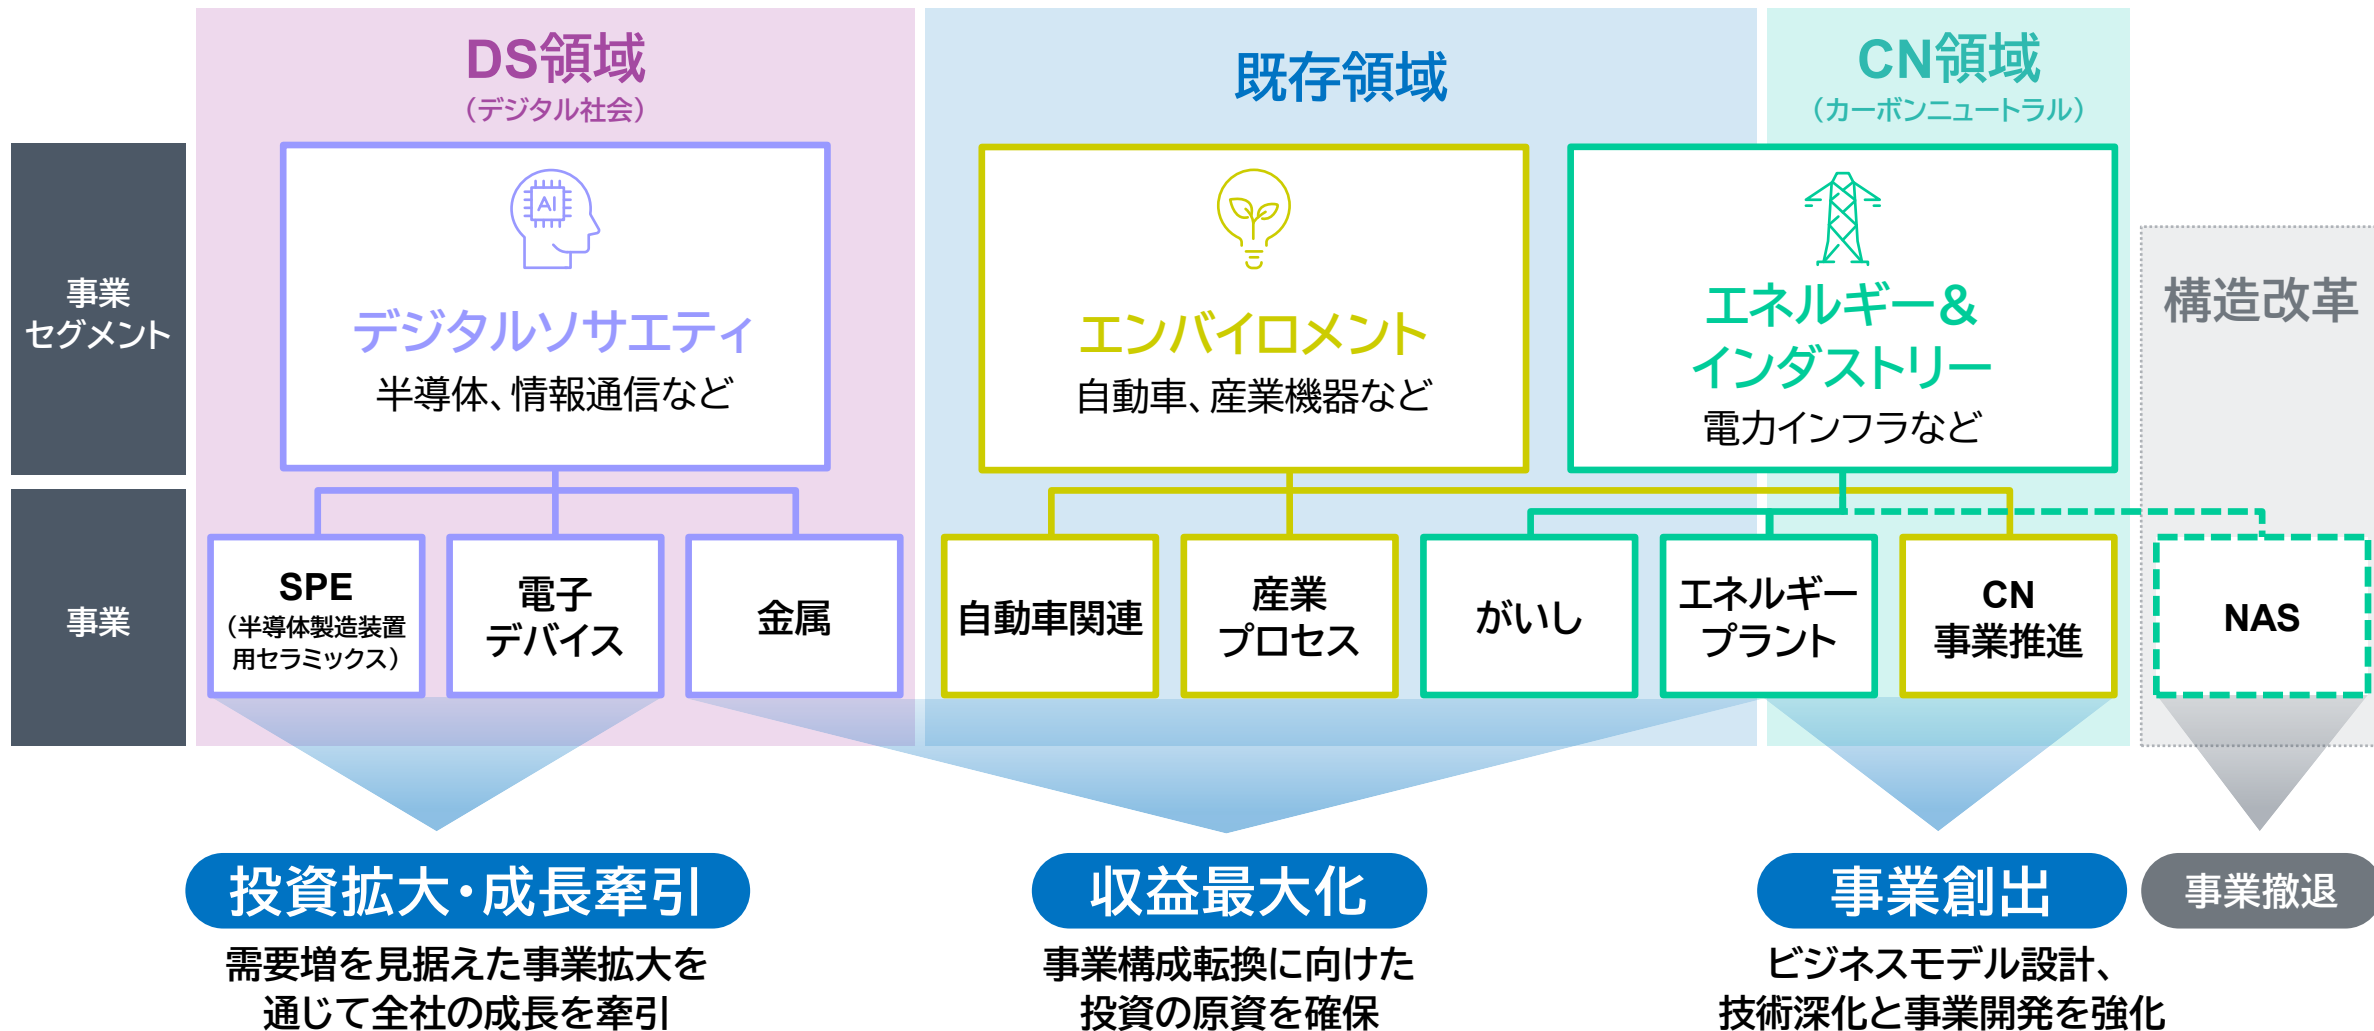 DS領域
（デジタル社会）
既存領域
CN領域
（カーボンニュートラル）
事業
セグメント
AI
デジタルソサエティ
半導体、情報通信など
エンバイロメント
自動車、産業機器など
エネルギー＆
インダストリー
電力インフラなど
構造改革
事業
SPE
（半導体製造装置
用セラミックス）
電子
デバイス
金属
自動車関連
産業
プロセス
がいし
エネルギー
プラント
CN
事業推進
NAS
投資拡大・成長牽引
需要増を見据えた事業拡大を
通じて全社の成長を牽引
収益最大化
事業構成転換に向けた
投資の原資を確保
事業創出
ビジネスモデル設計、
技術深化と事業開発を強化
事業撤退